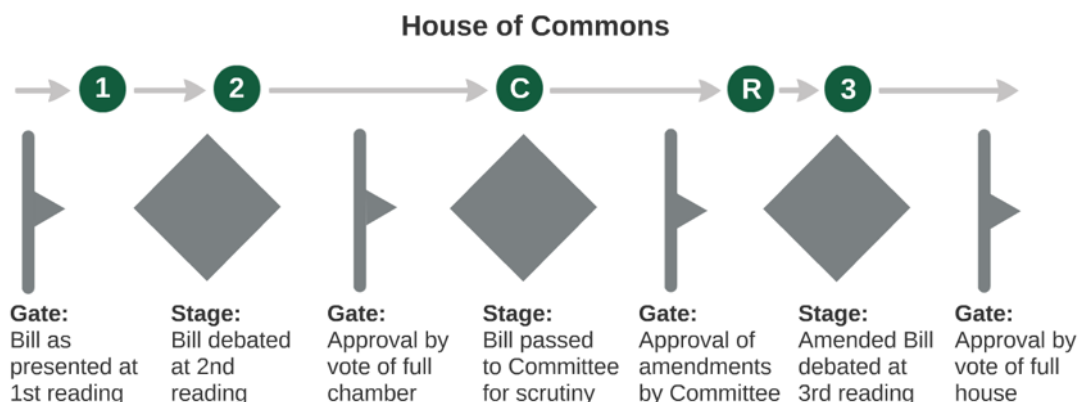 House of Commons
1 2 C R 3
Gate:
Bill as
presented at
1st reading
Stage:
Bill debated
at 2nd
reading
Gate:
Approval by
vote of full
chamber
Stage:
Bill passed
to Committee
for scrutiny
Gate:
Approval of
amendments
by Committee
Stage:
Amended Bill
debated at
3rd reading
Gate:
Approval by
vote of full
house